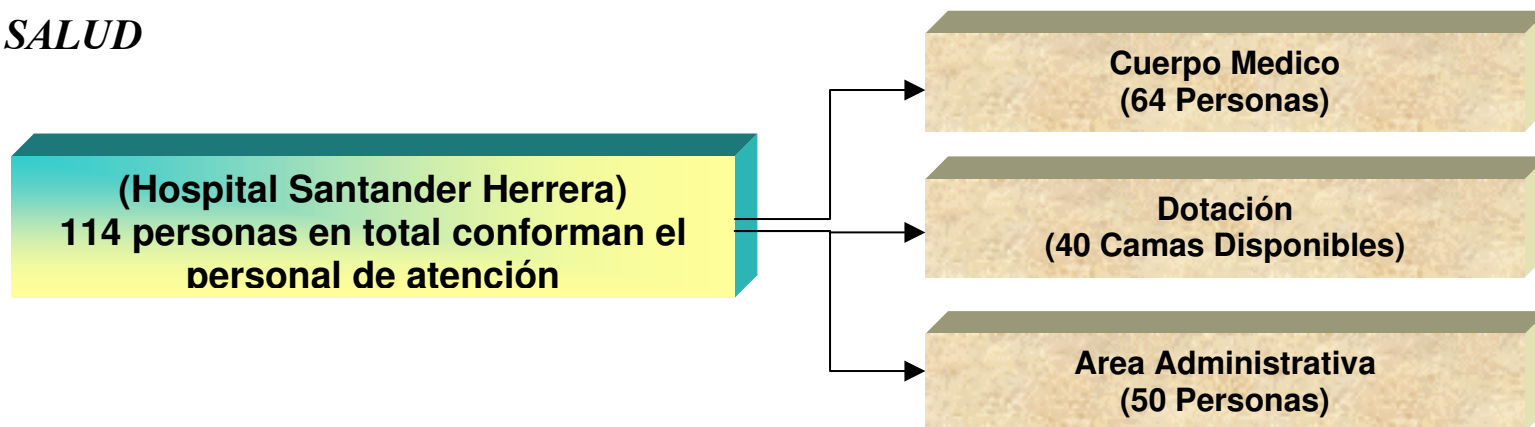 SALUD
(Hospital Santander Herrera)
114 personas en total conforman el
personal de atención
Cuerpo Medico
(64 Personas)
Dotación
(40 Camas Disponibles)
Area Administrativa
(50 Personas)